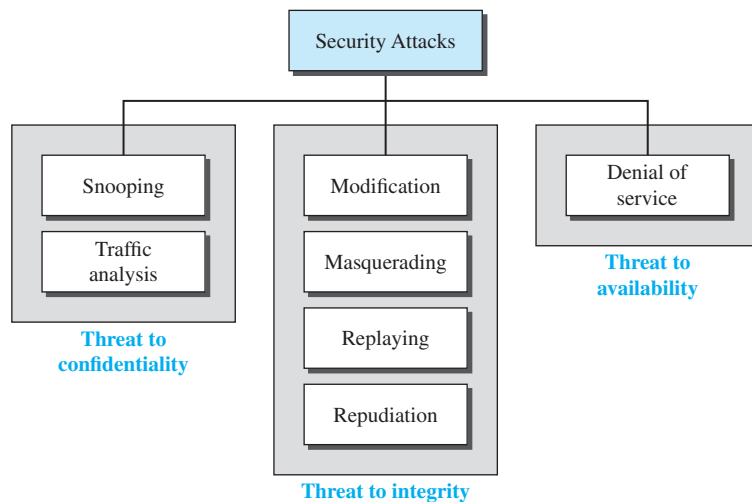 Security Attacks
Snooping
Traffic
analysis
Threat to
confidentiality
Modification
Masquerading
Replaying
Repudiation
Threat to integrity
Denial of
service
Threat to
availability